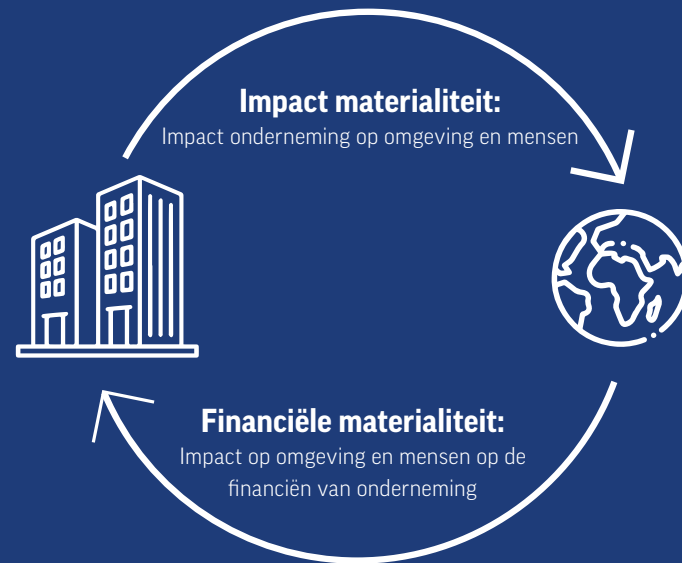 Impact materialiteit:
Impact onderneming op omgeving en mensen
Financiële materialiteit:
Impact op omgeving en mensen op de
financiën van onderneming